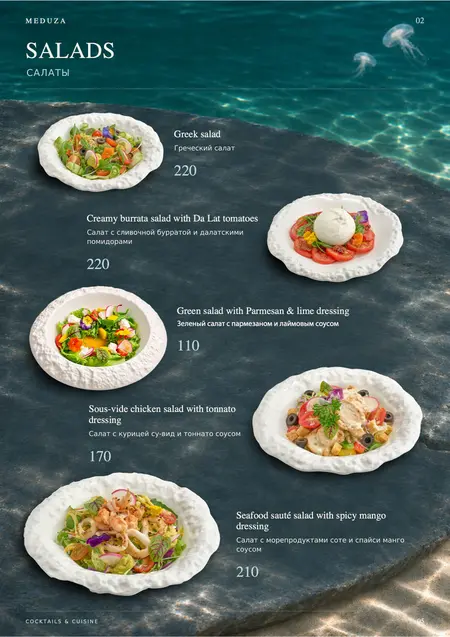 MEDUZA
02
SALADS
САЛАТЫ
Greek salad
Греческий салат
220
Creamy burrata salad with Da Lat tomatoes
Салат с сливочной бурратой и далатскими
помидорами
220
Green salad with Parmesan & lime dressing
Зеленый салат с пармезаном и лаймовым соусом
110
Sous-vide chicken salad with tonnato
dressing
Салат с курицей су-вид и тоннато соусом
170
Seafood sauté salad with spicy mango
dressing
Салат с морепродуктами соте и спайси манго
соусом
210
COCKTAILS & CUISINE